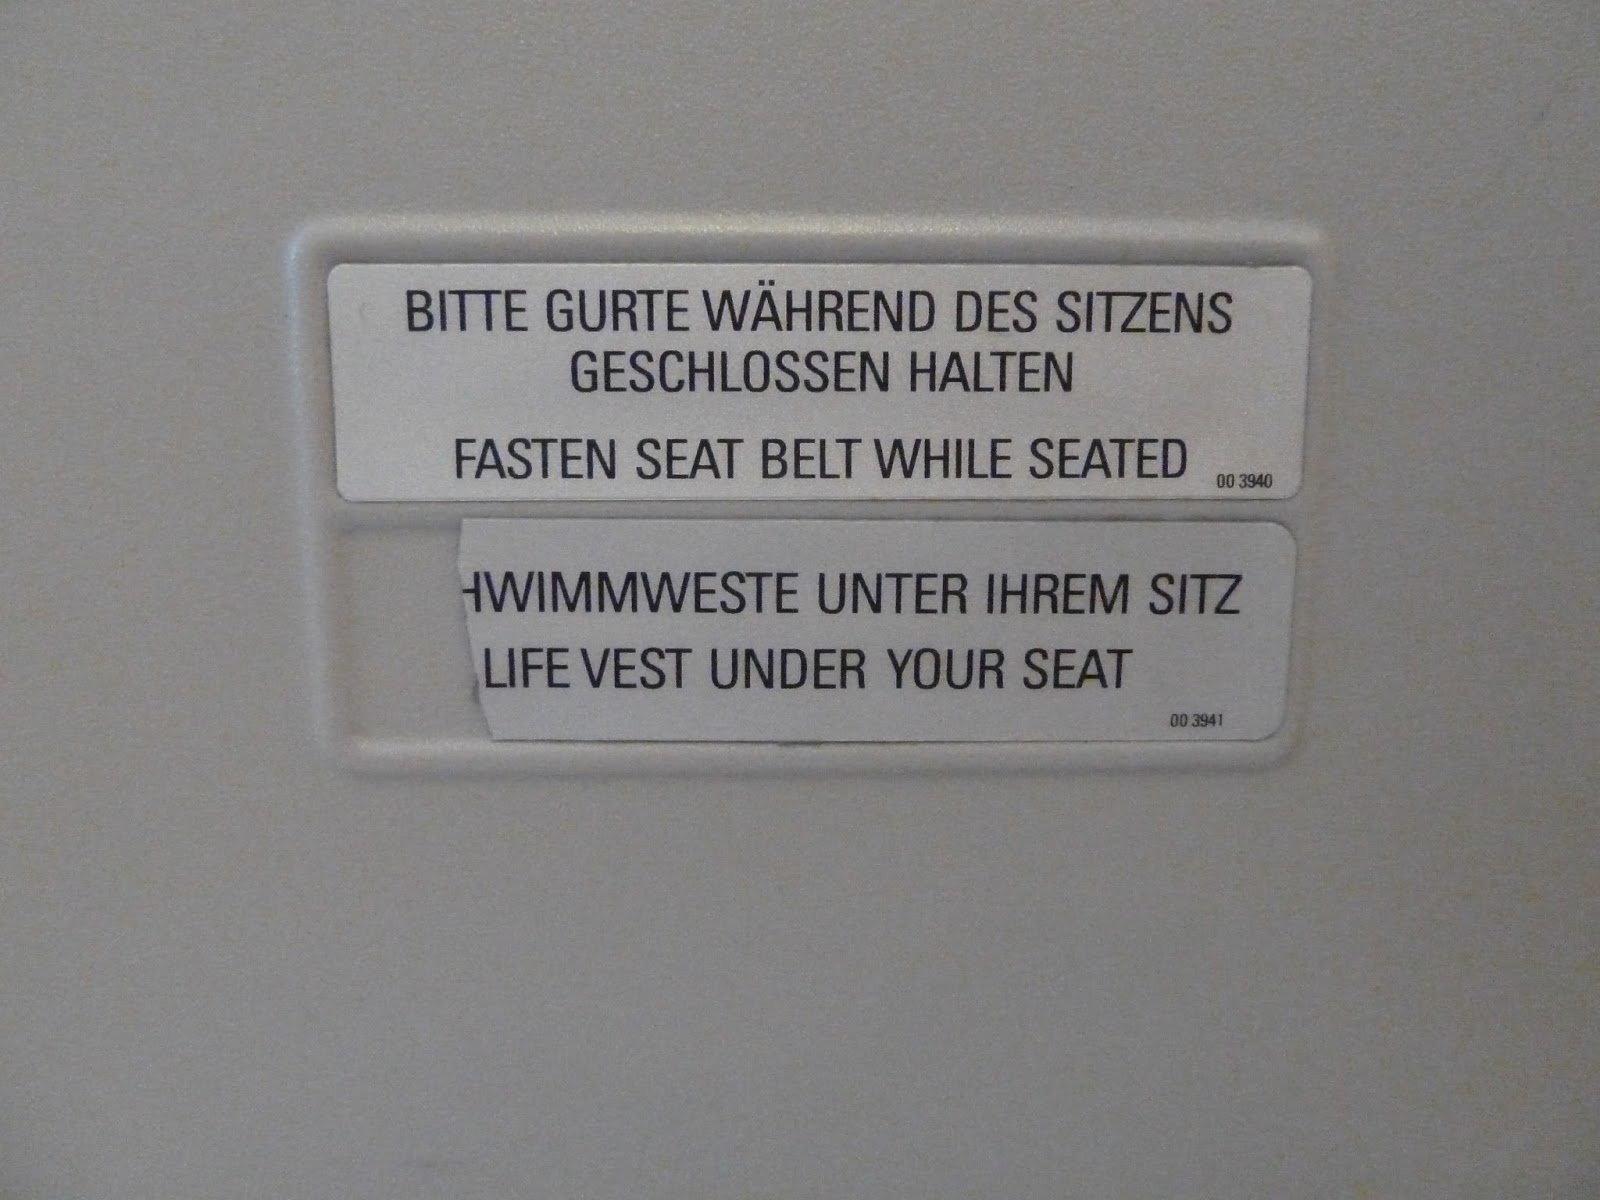 BITTE GURTE WÄHREND DES SITZENS
GESCHLOSSEN HALTEN
FASTEN SEAT BELT WHILE SEATED
00 3940
HWIMMWESTE UNTER IHREM SITZ
LIFE VEST UNDER YOUR SEAT
00 3941